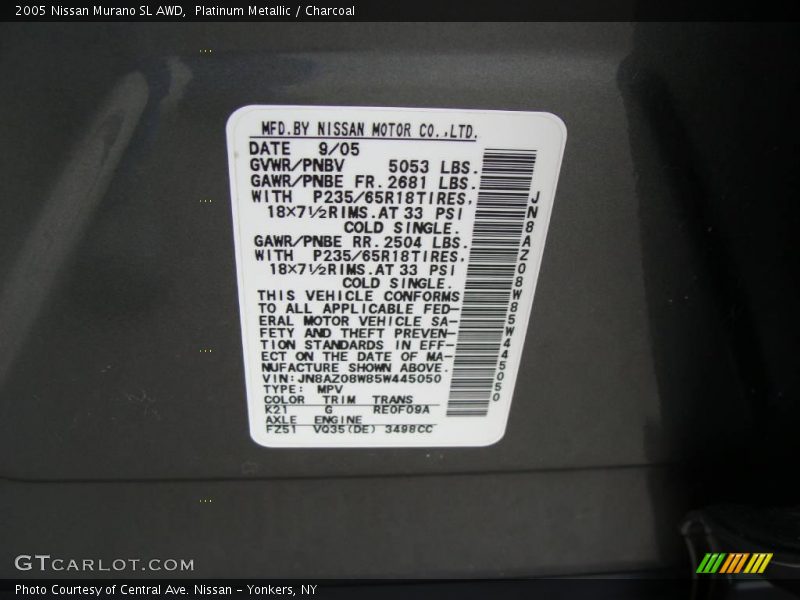 2005 Nissan Murano SL AWD,  Platinum Metallic / Charcoal
MFD.BY NISSAN MOTOR CO.,LTD.
DATE 9/05
GVWR/PNBV 5053 LBS.
GAWR/PNBE FR. 2681 LBS.
WITH P235/65R18TIRES,
18×7½RIMS.AT 33 PSI
COLD SINGLE.
GAWR/PNBE RR. 2504 LBS.
WITH P235/65R18TIRES,
18×7½RIMS.AT 33 PSI
COLD SINGLE.
THIS VEHICLE CONFORMS
TO ALL APPLICABLE FED-
ERAL MOTOR VEHICLE SA-
FETY AND THEFT PREVEN-
TION STANDARDS IN EFF-
ECT ON THE DATE OF MA-
NUFACTURE SHOWN ABOVE.
VIN:JN8AZ08W85W445050
TYPE: MPV
COLOR TRIM TRANS
K21 G RE0F09A
AXLE ENGINE
FZ51 VQ35(DE) 3498CC
JN8AZ08W85W445050
GTCARLOT.COM
Photo Courtesy of Central Ave. Nissan - Yonkers, NY